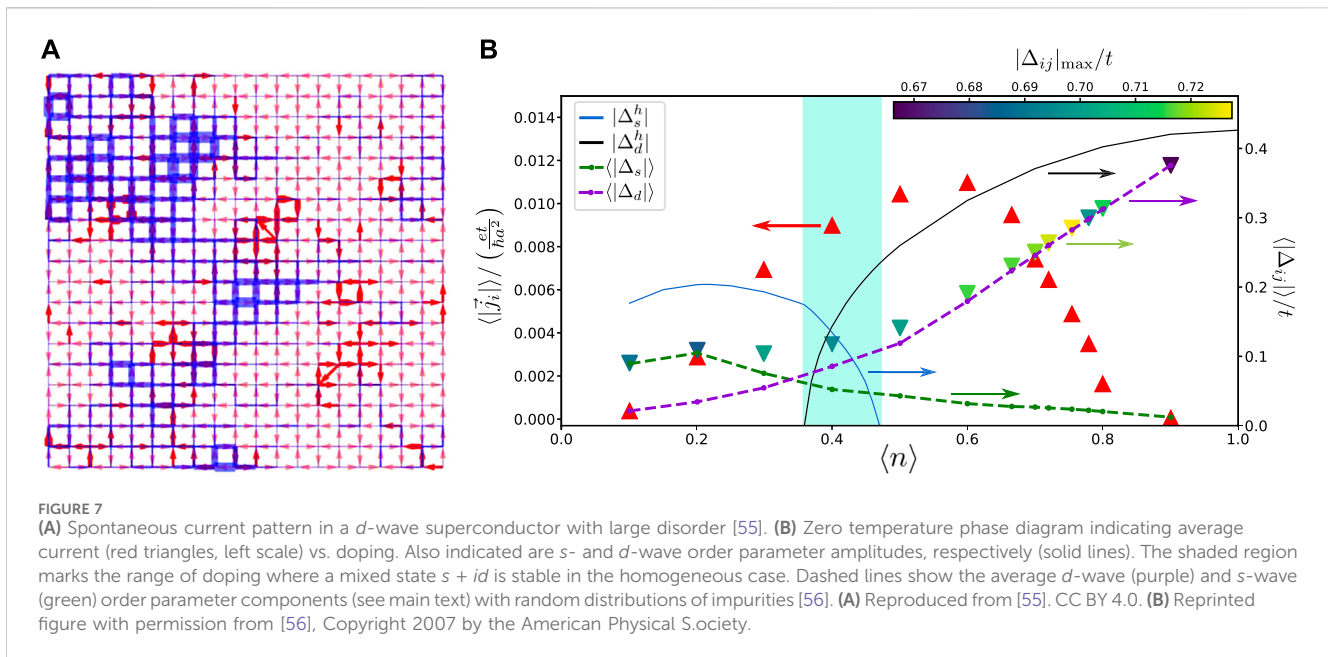 A
B
|Δij|max/t
0.67 0.68 0.69 0.70 0.71 0.72
|Δ_s^h|
|Δ_d^h|
⟨|Δ_s|⟩
⟨|Δ_d|⟩
0.014
0.012
0.010
0.008
0.006
0.004
0.002
0.000
⟨|j⃗_i|⟩/(et/ħa²)
0.4
0.3
0.2
0.1
0.0
⟨|Δ_ij|⟩/t
0.0 0.2 0.4 0.6 0.8 1.0
⟨n⟩
FIGURE 7
(A) Spontaneous current pattern in a d-wave superconductor with large disorder [55]. (B) Zero temperature phase diagram indicating average
current (red triangles, left scale) vs. doping. Also indicated are s- and d-wave order parameter amplitudes, respectively (solid lines). The shaded region
marks the range of doping where a mixed state s + id is stable in the homogeneous case. Dashed lines show the average d-wave (purple) and s-wave
(green) order parameter components (see main text) with random distributions of impurities [56]. (A) Reproduced from [55]. CC BY 4.0. (B) Reprinted
figure with permission from [56], Copyright 2007 by the American Physical S.ociety.